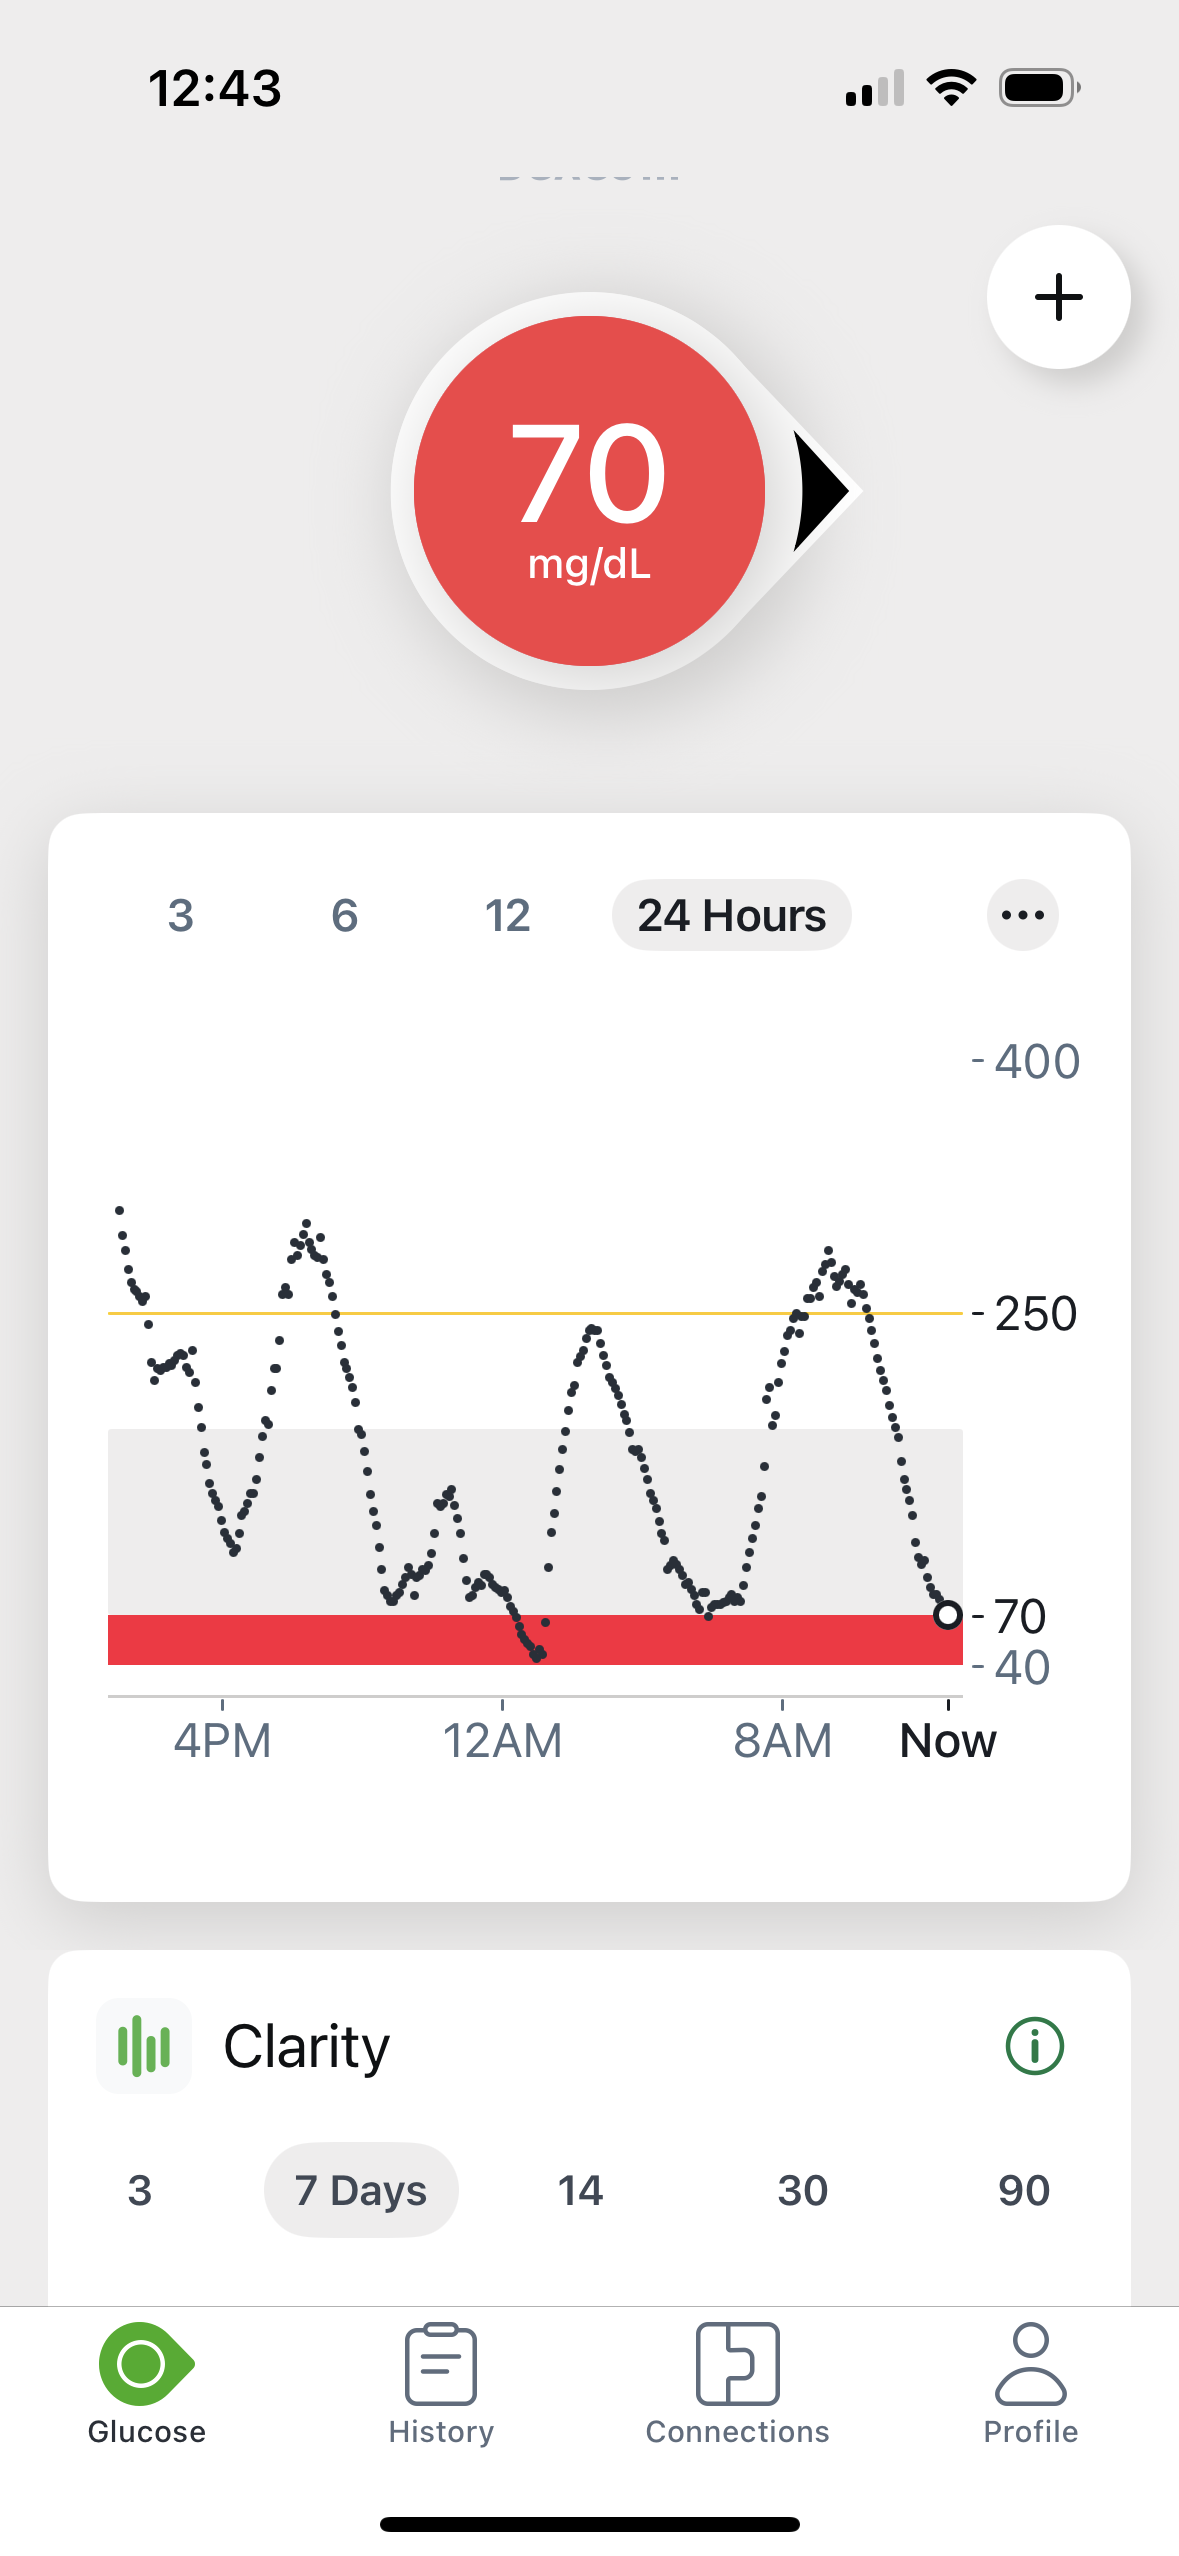 12:43
70
mg/dL
3 6 12 24 Hours
400
250
70
40
4PM 12AM 8AM Now
Clarity
3 7 Days 14 30 90
Glucose History Connections Profile